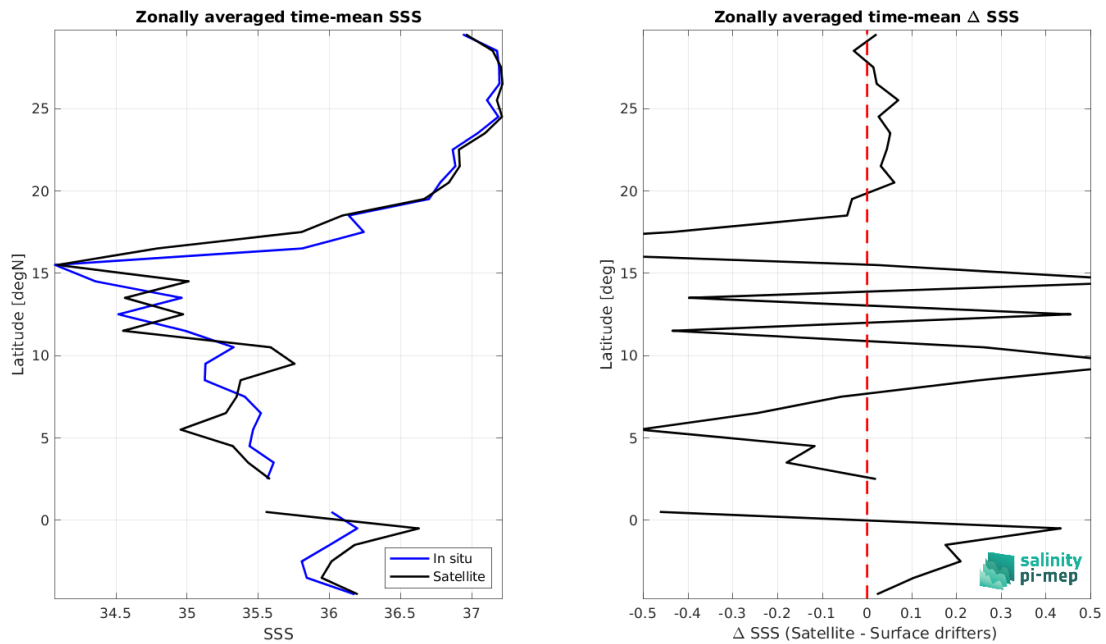 Zonally averaged time-mean SSS
Latitude [degN]
25
20
15
10
5
0
34.5 35 35.5 36 36.5 37
SSS
In situ
Satellite
Zonally averaged time-mean Δ SSS
Latitude [deg]
25
20
15
10
5
0
-0.5 -0.4 -0.3 -0.2 -0.1 0 0.1 0.2 0.3 0.4 0.5
Δ SSS (Satellite - Surface drifters)
salinity
pi-mep